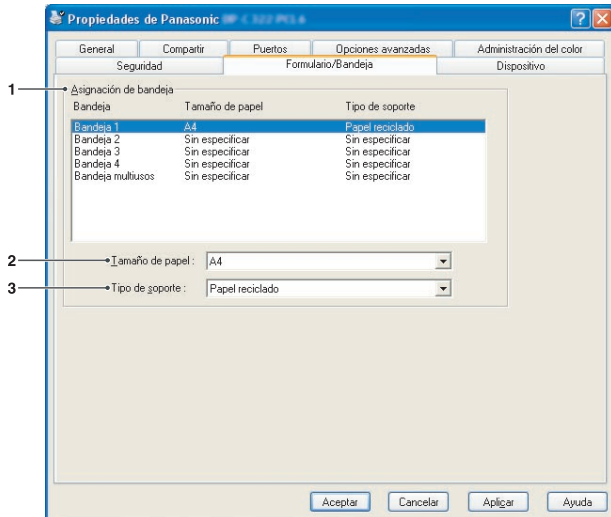 Propiedades de Panasonic
General Compartir Puertos Opciones avanzadas Administración del color
Seguridad Formulario/Bandeja Dispositivo
1 Asignación de bandeja
Bandeja Tamaño de papel Tipo de soporte
Bandeja 1 A4 Papel reciclado
Bandeja 2 Sin especificar Sin especificar
Bandeja 3 Sin especificar Sin especificar
Bandeja 4 Sin especificar Sin especificar
Bandeja multiusos Sin especificar Sin especificar
2 Tamaño de papel : A4
3 Tipo de soporte : Papel reciclado
Aceptar Cancelar Aplicar Ayuda